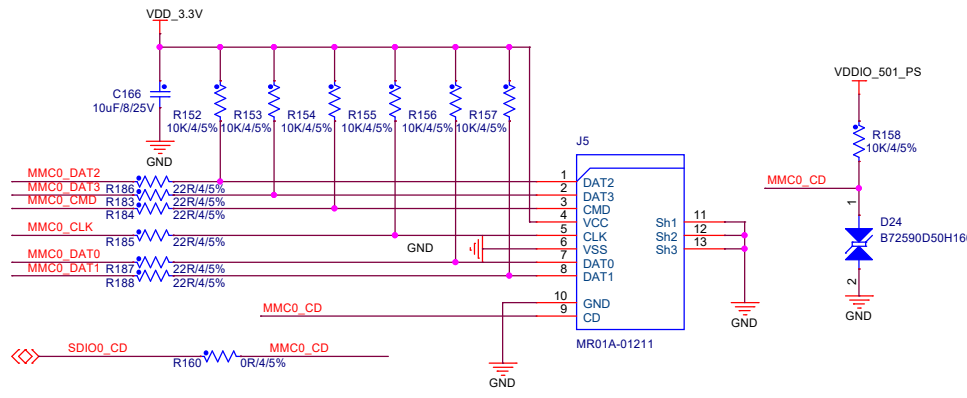 VDD_3.3V
C166
10uF/8/25V
GND
R152
10K/4/5%
R153
10K/4/5%
R154
10K/4/5%
R155
10K/4/5%
R156
10K/4/5%
R157
10K/4/5%
VDDIO_501_PS
R158
10K/4/5%
MMC0_CD
1
D24
B72590D50H160
2
GND
J5
MMC0_DAT2
R186
22R/4/5%
1
DAT2
MMC0_DAT3
R183
22R/4/5%
2
DAT3
MMC0_CMD
R184
22R/4/5%
3
CMD
4
VCC
MMC0_CLK
R185
22R/4/5%
5
CLK
GND
6
VSS
MMC0_DAT0
R187
22R/4/5%
7
DAT0
MMC0_DAT1
R188
22R/4/5%
8
DAT1
10
GND
MMC0_CD
9
CD
Sh1
11
Sh2
12
Sh3
13
GND
MR01A-01211
GND
SDIO0_CD
R160
0R/4/5%
MMC0_CD